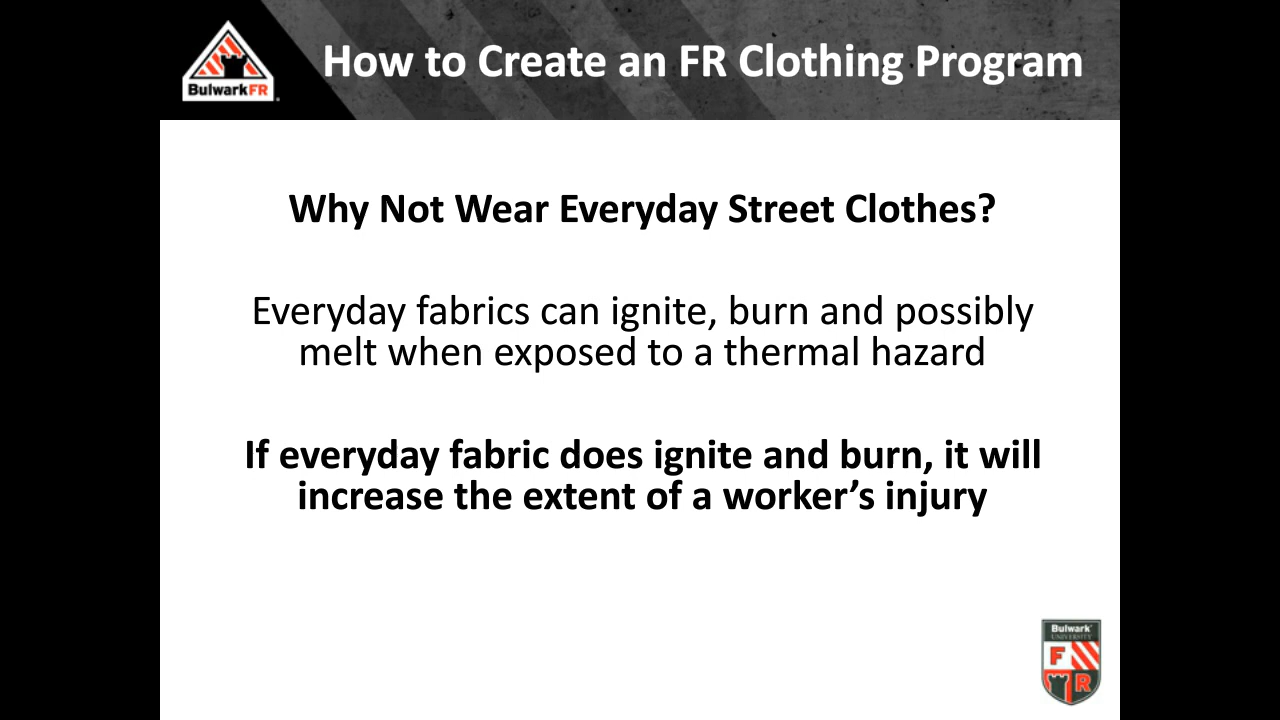 BulwarkFR
How to Create an FR Clothing Program
Why Not Wear Everyday Street Clothes?
Everyday fabrics can ignite, burn and possibly
melt when exposed to a thermal hazard
If everyday fabric does ignite and burn, it will
increase the extent of a worker’s injury
Bulwark
UNIVERSITY
F
R